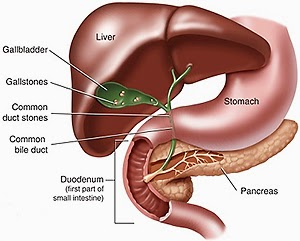 Liver
Gallbladder
Gallstones
Common
duct stones
Common
bile duct
Stomach
Duodenum
(first part of
small intestine)
Pancreas